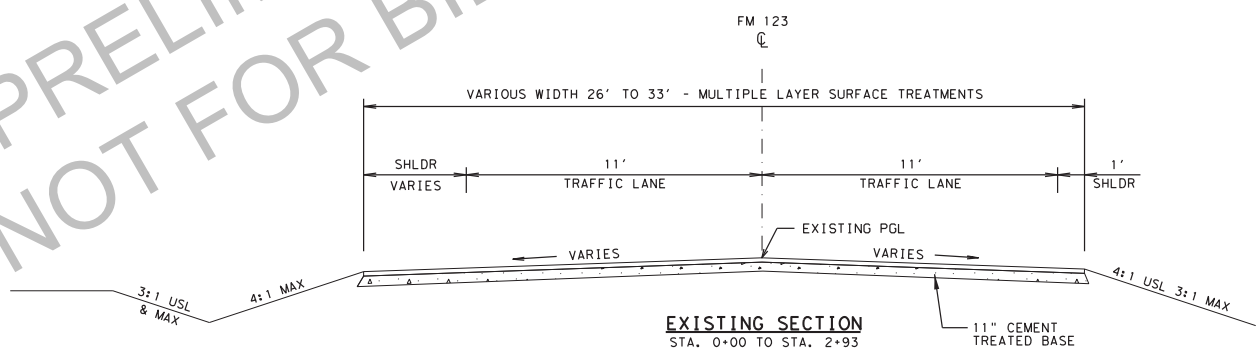 PRELIM
NOT FOR BI
FM 123
℄
VARIOUS WIDTH 26' TO 33' - MULTIPLE LAYER SURFACE TREATMENTS
SHLDR
VARIES
11'
TRAFFIC LANE
11'
TRAFFIC LANE
1'
SHLDR
EXISTING PGL
VARIES
VARIES
3:1 USL
& MAX
4:1 MAX
4:1 USL 3:1 MAX
11" CEMENT
TREATED BASE
EXISTING SECTION
STA. 0+00 TO STA. 2+93